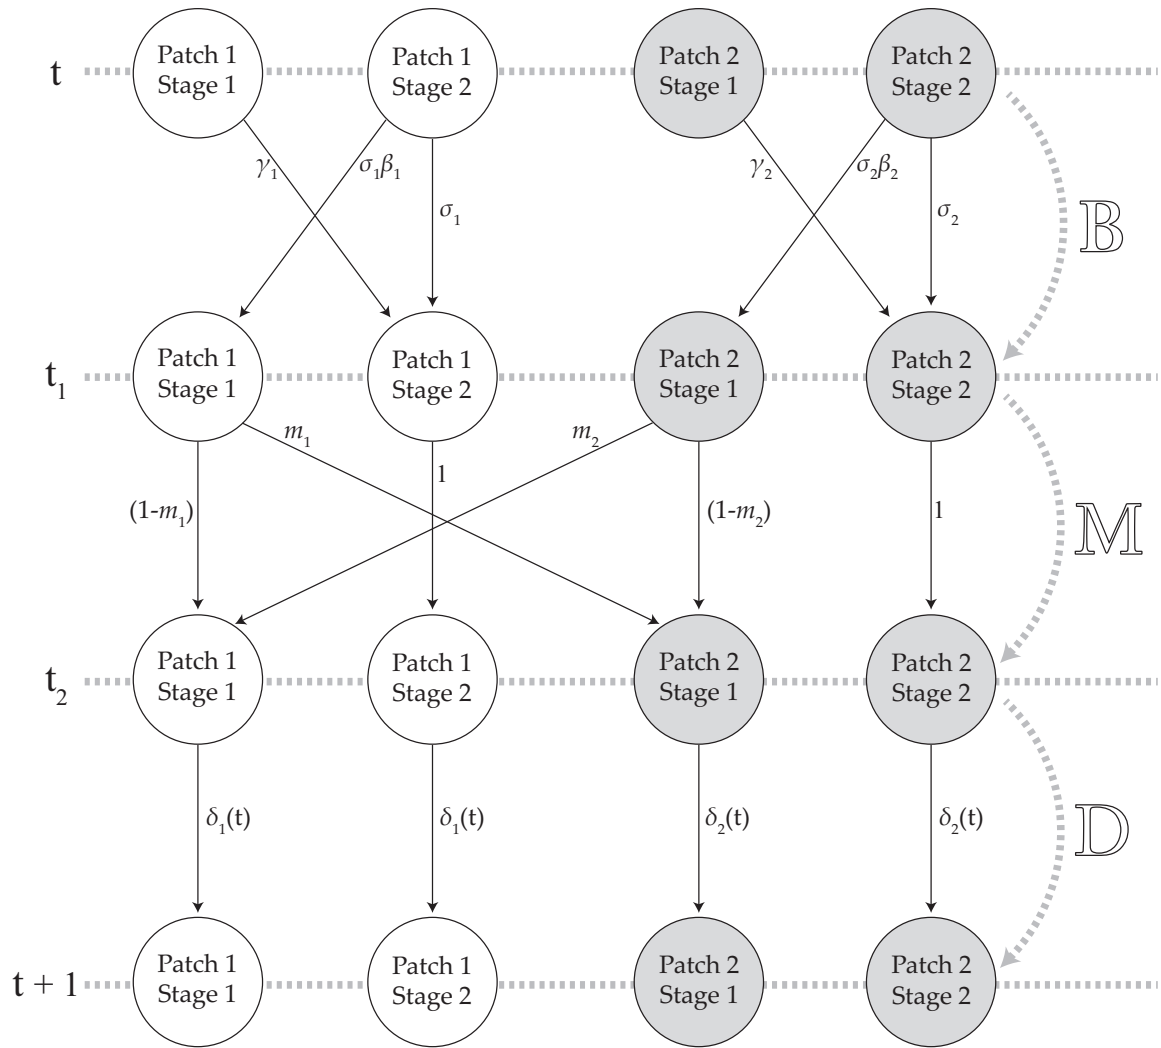 t
Patch 1
Stage 1
Patch 1
Stage 2
Patch 2
Stage 1
Patch 2
Stage 2
γ₁
σ₁β₁
σ₁
γ₂
σ₂β₂
σ₂
𝔹
t₁
Patch 1
Stage 1
Patch 1
Stage 2
Patch 2
Stage 1
Patch 2
Stage 2
m₁
m₂
(1-m₁)
1
(1-m₂)
1
𝕄
t₂
Patch 1
Stage 1
Patch 1
Stage 2
Patch 2
Stage 1
Patch 2
Stage 2
δ₁(t)
δ₁(t)
δ₂(t)
δ₂(t)
𝔻
t + 1
Patch 1
Stage 1
Patch 1
Stage 2
Patch 2
Stage 1
Patch 2
Stage 2